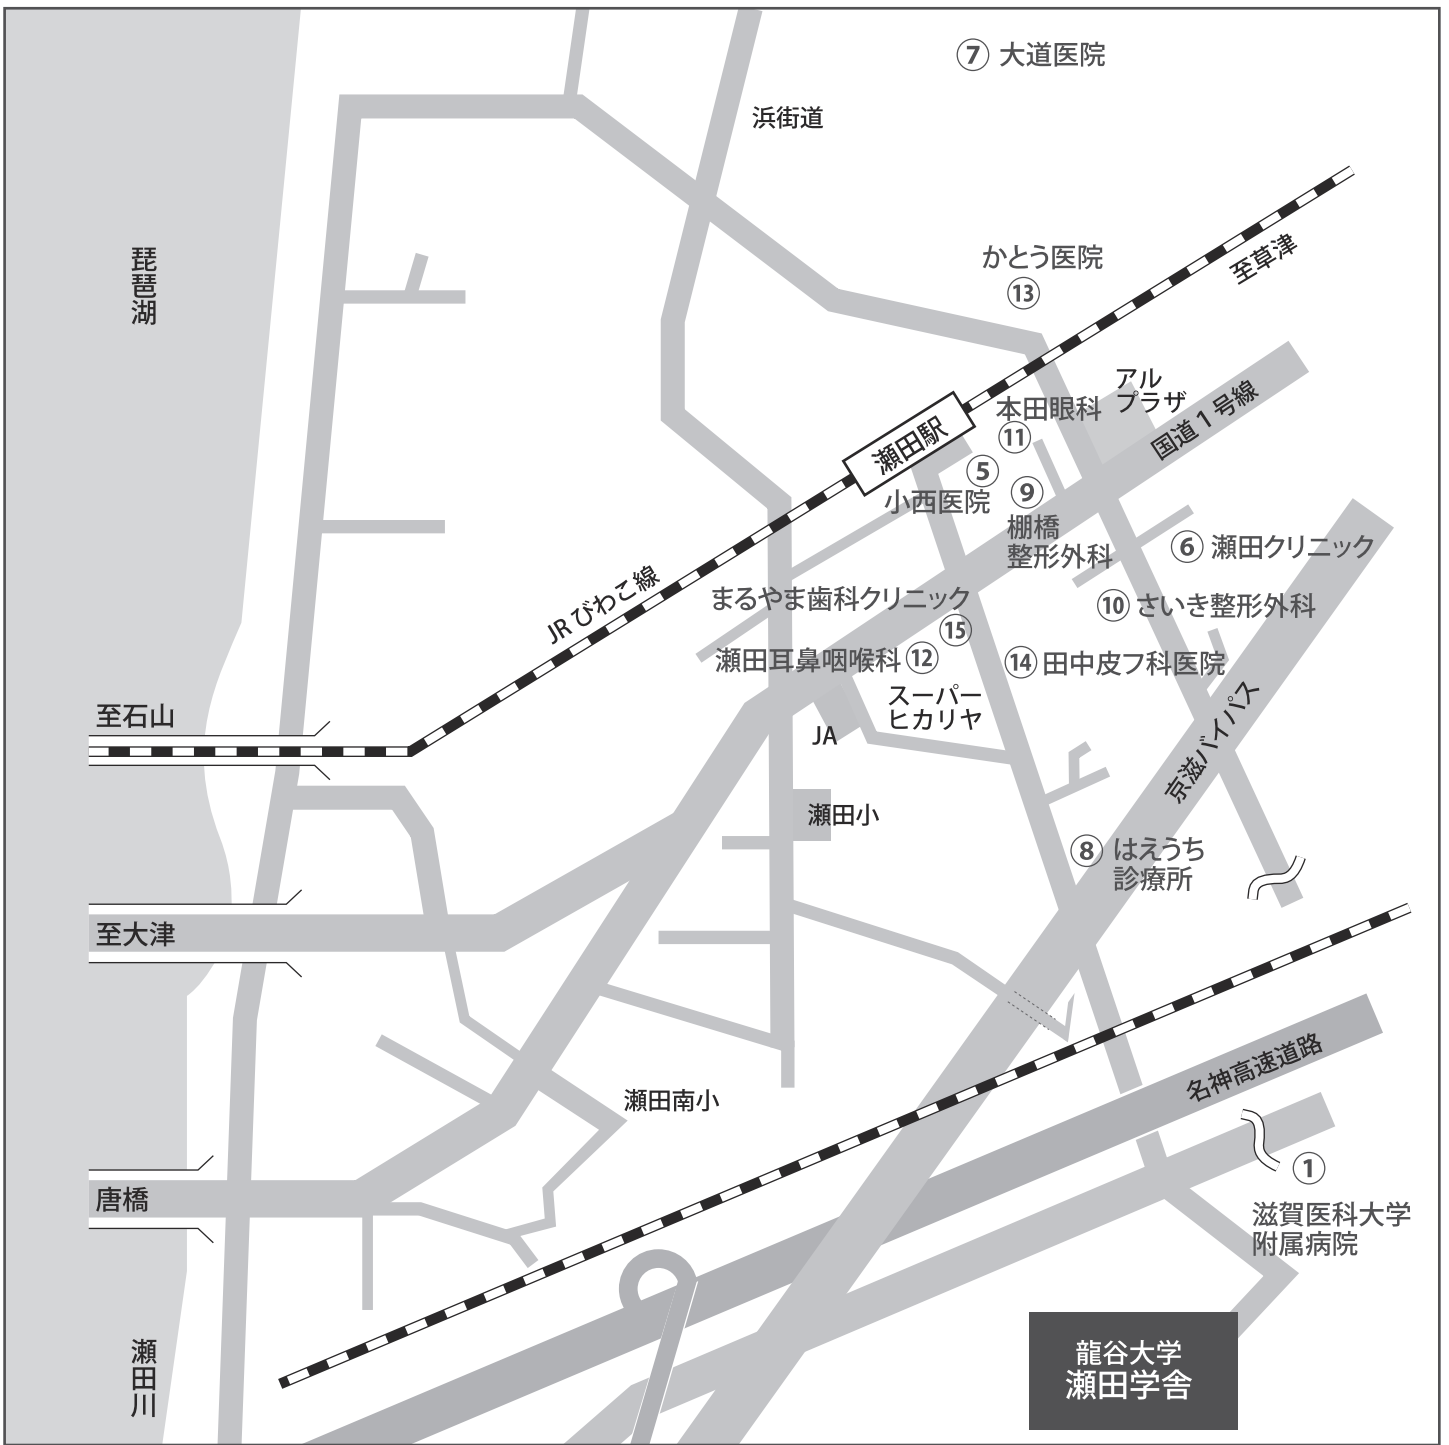 ⑦ 大道医院
浜街道
琵琶湖
かとう医院
⑬
至草津
アル
プラザ
本田眼科
⑪
国道1号線
瀬田駅
⑤
小西医院
⑨
棚橋
整形外科
⑥ 瀬田クリニック
JRびわこ線
まるやま歯科クリニック
⑮
⑩ さいき整形外科
瀬田耳鼻咽喉科 ⑫
⑭ 田中皮フ科医院
スーパー
ヒカリヤ
至石山
JA
京滋バイパス
瀬田小
⑧ はえうち
診療所
至大津
名神高速道路
瀬田南小
①
滋賀医科大学
附属病院
唐橋
瀬田川
龍谷大学
瀬田学舎